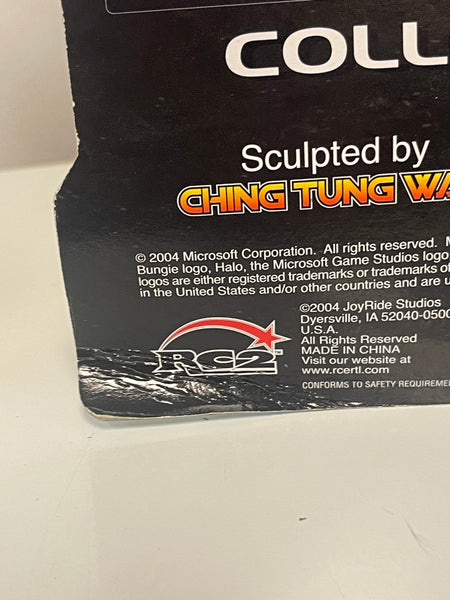 COLL
Sculpted by
CHING TUNG WA
© 2004 Microsoft Corporation. All rights reserved. M
Bungie logo, Halo, the Microsoft Game Studios logo
logos are either registered trademarks or trademarks of
in the United States and/or other countries and are u
©2004 JoyRide Studios
Dyersville, IA 52040-0500
U.S.A.
All Rights Reserved
MADE IN CHINA
Visit our website at
www.rcertl.com
RC2
CONFORMS TO SAFETY REQUIREME